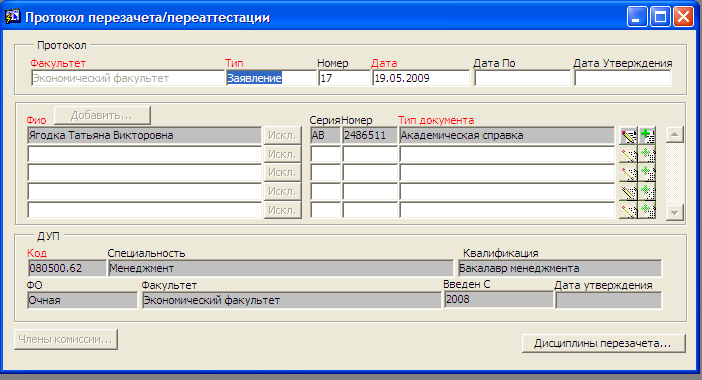 Протокол перезачета/переаттестации
Протокол
Факультет Тип Номер Дата Дата По Дата Утверждения
Экономический факультет Заявление 17 19.05.2009
Фио Добавить... Серия Номер Тип документа
Ягодка Татьяна Викторовна Искл. АВ 2486511 Академическая справка
Искл.
Искл.
Искл.
Искл.
ДУП
Код Специальность Квалификация
080500.62 Менеджмент Бакалавр менеджмента
ФО Факультет Введен С Дата утверждения
Очная Экономический факультет 2008
Члены комиссии... Дисциплины перезачета...